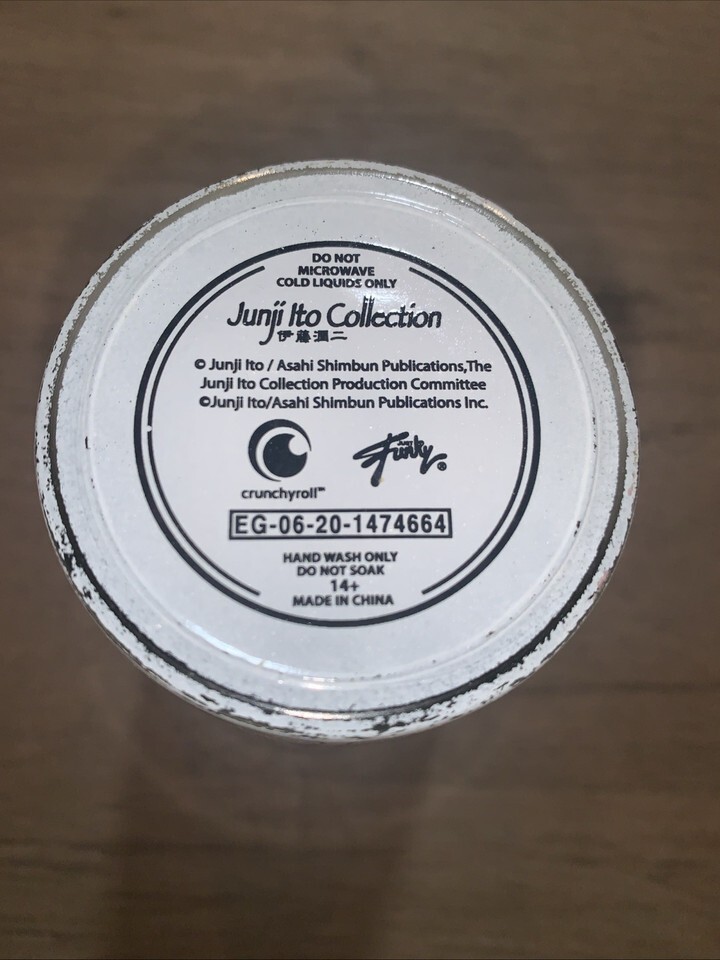 DO NOT
MICROWAVE
COLD LIQUIDS ONLY
Junji Ito Collection
伊藤潤二
© Junji Ito / Asahi Shimbun Publications,The
Junji Ito Collection Production Committee
©Junji Ito/Asahi Shimbun Publications Inc.
crunchyroll™
JUST Funky®
EG-06-20-1474664
HAND WASH ONLY
DO NOT SOAK
14+
MADE IN CHINA